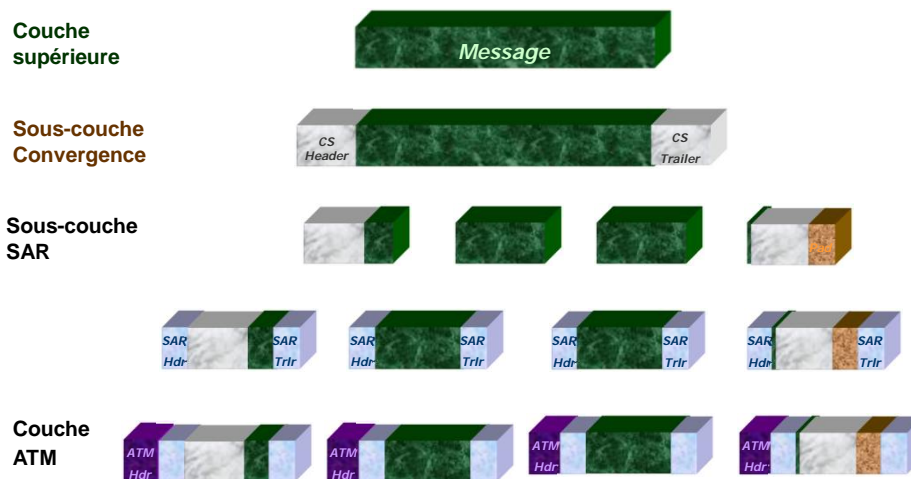 Couche
supérieure
Message
Sous-couche
Convergence
CS
Header
CS
Trailer
Sous-couche
SAR
Pad
SAR
Hdr
SAR
Trlr
SAR
Hdr
SAR
Trlr
SAR
Hdr
SAR
Trlr
SAR
Hdr
SAR
Trlr
Couche
ATM
ATM
Hdr
ATM
Hdr
ATM
Hdr
ATM
Hdr